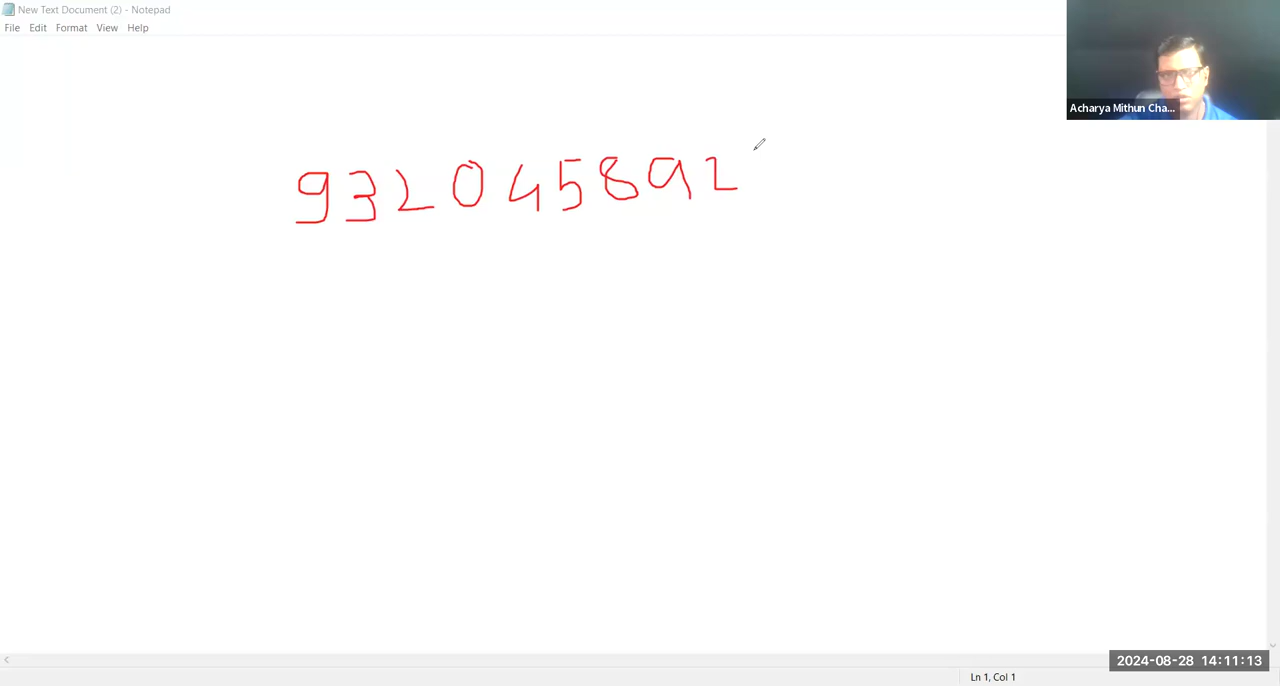 New Text Document (2) - Notepad
File Edit Format View Help
Acharya Mithun Cha...
932045892
2024-08-28 14:11:13
Ln 1, Col 1